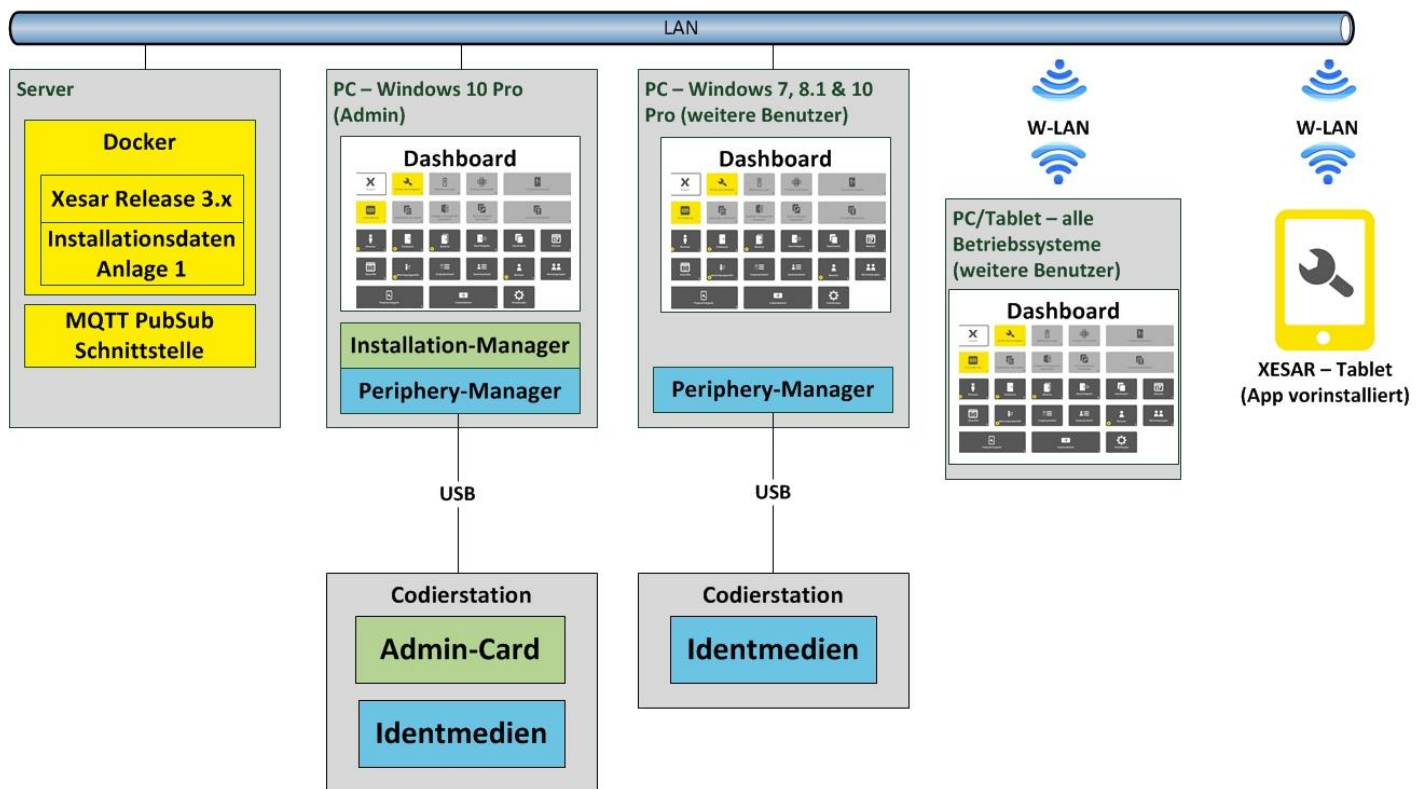 LAN
Server
Docker
Xesar Release 3.x
Installationsdaten
Anlage 1
MQTT PubSub
Schnittstelle
PC – Windows 10 Pro
(Admin)
Dashboard
Installation-Manager
Periphery-Manager
USB
Codierstation
Admin-Card
Identmedien
PC – Windows 7, 8.1 & 10
Pro (weitere Benutzer)
Dashboard
Periphery-Manager
USB
Codierstation
Identmedien
W-LAN
PC/Tablet – alle
Betriebssysteme
(weitere Benutzer)
Dashboard
W-LAN
XESAR – Tablet
(App vorinstalliert)